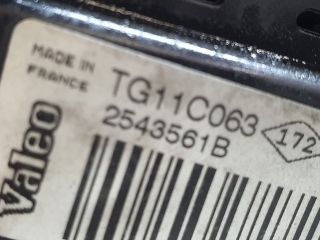 MADE IN
FRANCE
TG11C063
172
2543561B
Valeo